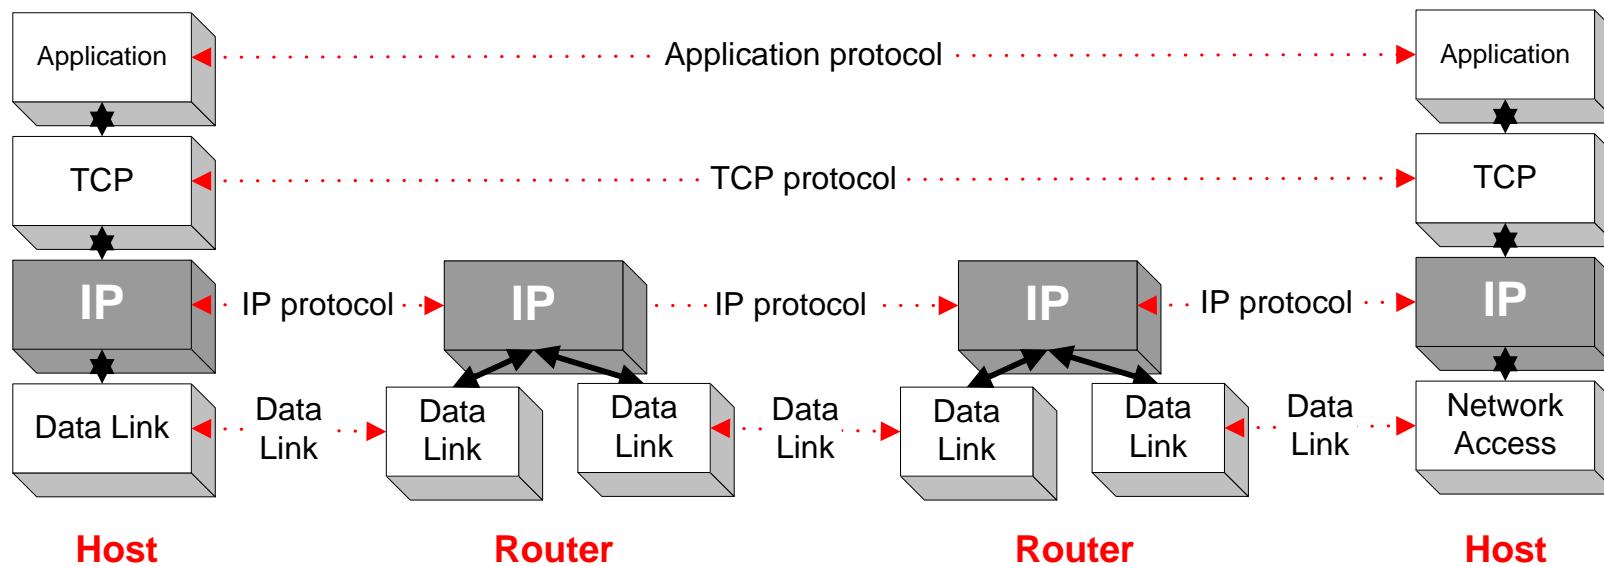 Application
Application protocol
Application
TCP
TCP protocol
TCP
IP
IP protocol
IP
IP protocol
IP
IP protocol
IP
Data Link
Data
Link
Data
Link
Data
Link
Data
Link
Data
Link
Data
Link
Data
Link
Network
Access
Host
Router
Router
Host